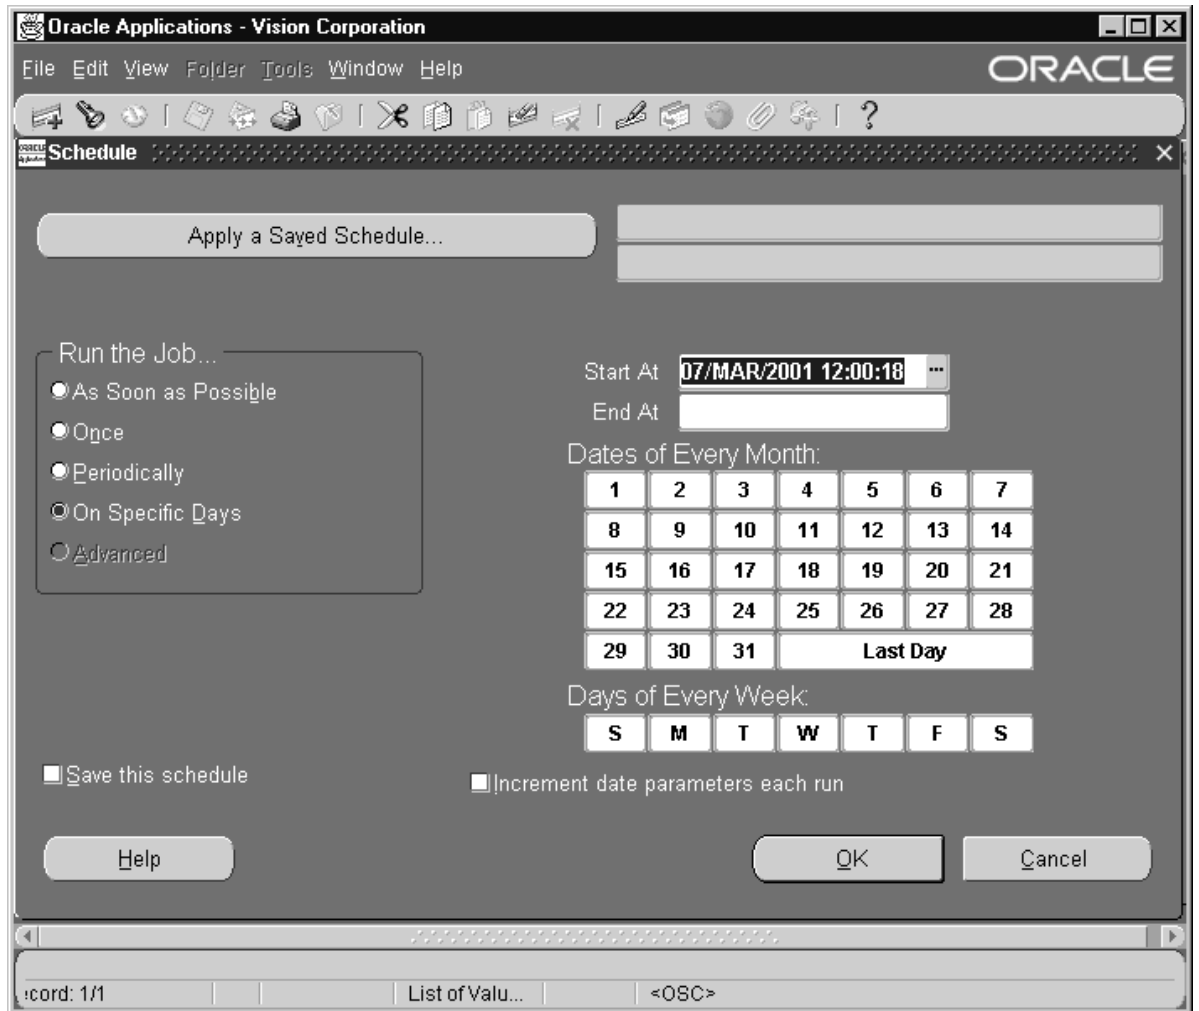 Oracle Applications - Vision Corporation
File Edit View Folder Tools Window Help
ORACLE
?
Schedule
Apply a Saved Schedule...
Run the Job...
As Soon as Possible
Once
Periodically
On Specific Days
Advanced
Start At 07/MAR/2001 12:00:18 ...
End At
Dates of Every Month:
1 2 3 4 5 6 7
8 9 10 11 12 13 14
15 16 17 18 19 20 21
22 23 24 25 26 27 28
29 30 31 Last Day
Days of Every Week:
S M T W T F S
Save this schedule
Increment date parameters each run
Help
OK
Cancel
cord: 1/1 List of Valu... <OSC>